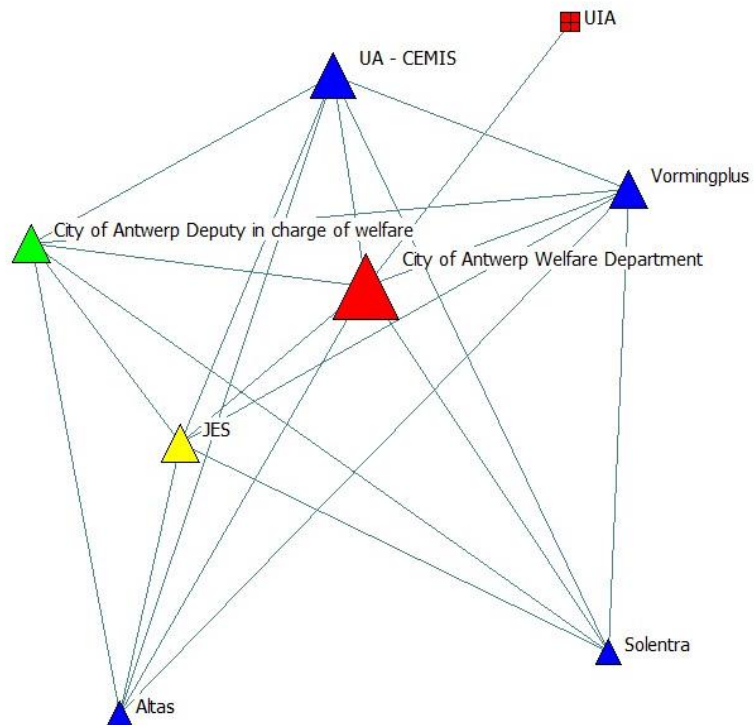 UIA
UA - CEMIS
Vormingplus
City of Antwerp Deputy in charge of welfare
City of Antwerp Welfare Department
JES
Solentra
Altas